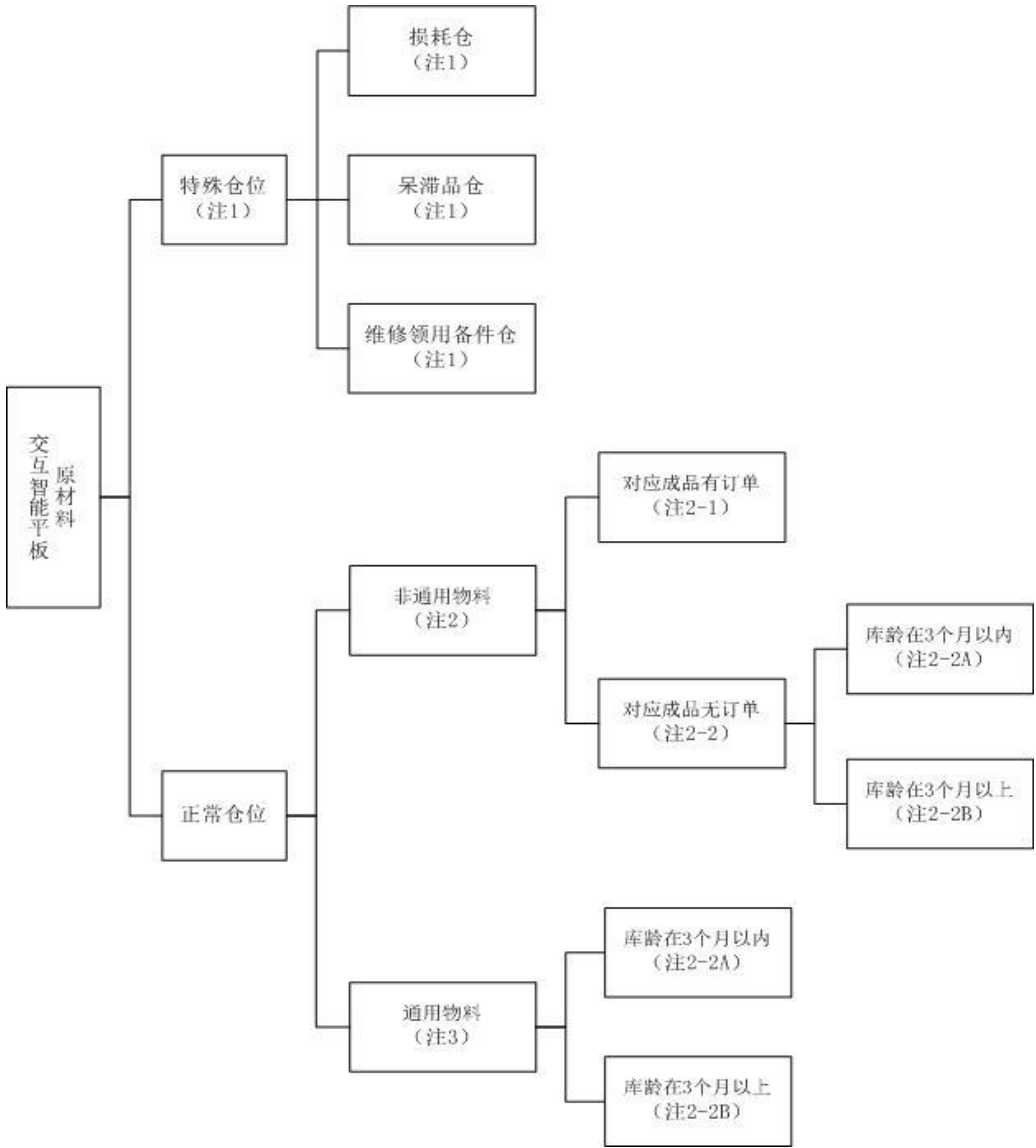 损耗仓
（注1）
特殊仓位
（注1）
呆滞品仓
（注1）
维修领用备件仓
（注1）
交互智能平板
原材料
对应成品有订单
（注2-1）
非通用物料
（注2）
库龄在3个月以内
（注2-2A）
对应成品无订单
（注2-2）
库龄在3个月以上
（注2-2B）
正常仓位
库龄在3个月以内
（注2-2A）
通用物料
（注3）
库龄在3个月以上
（注2-2B）